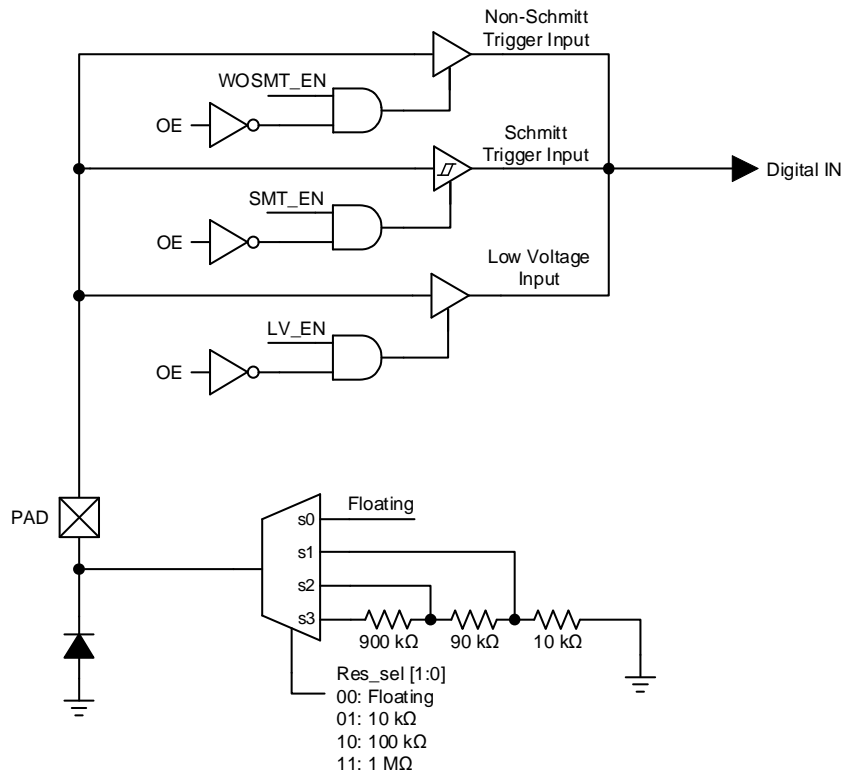 Non-Schmitt
Trigger Input
WOSMT_EN
OE
Schmitt
Trigger Input
Digital IN
SMT_EN
OE
Low Voltage
Input
LV_EN
OE
PAD
Floating
s0
s1
s2
s3
900 kΩ
90 kΩ
10 kΩ
Res_sel [1:0]
00: Floating
01: 10 kΩ
10: 100 kΩ
11: 1 MΩ